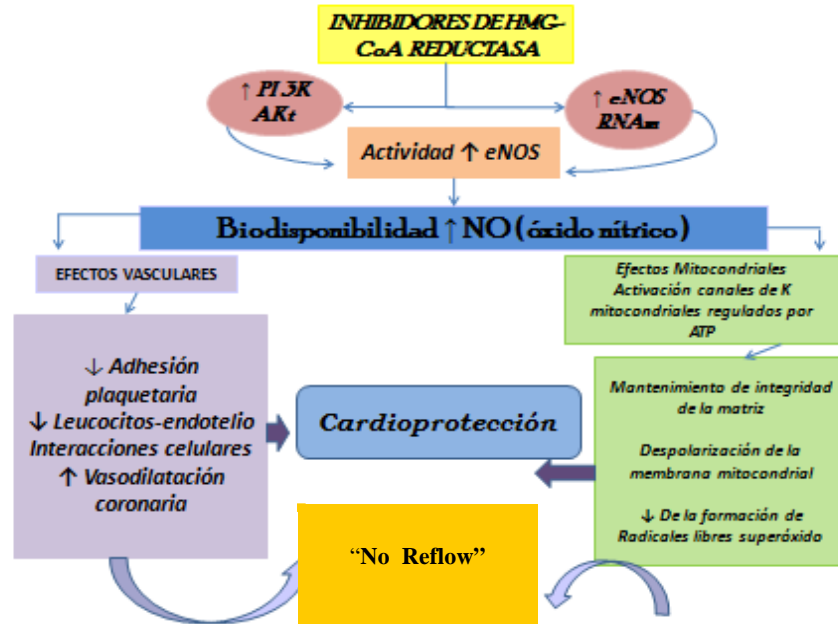 INHIBIDORES DE HMG-
CoA REDUCTASA
↑ PI3K
AKt
↑ eNOS
RNAm
Actividad ↑ eNOS
Biodisponibilidad ↑ NO (óxido nítrico)
EFECTOS VASCULARES
Efectos Mitocondriales
Activación canales de K
mitocondriales regulados por
ATP
↓ Adhesión
plaquetaria
↓ Leucocitos-endotelio
Interacciones celulares
↑ Vasodilatación
coronaria
Cardioprotección
Mantenimiento de integridad
de la matriz
Despolarización de la
membrana mitocondrial
↓ De la formación de
Radicales libres superóxido
“No Reflow”